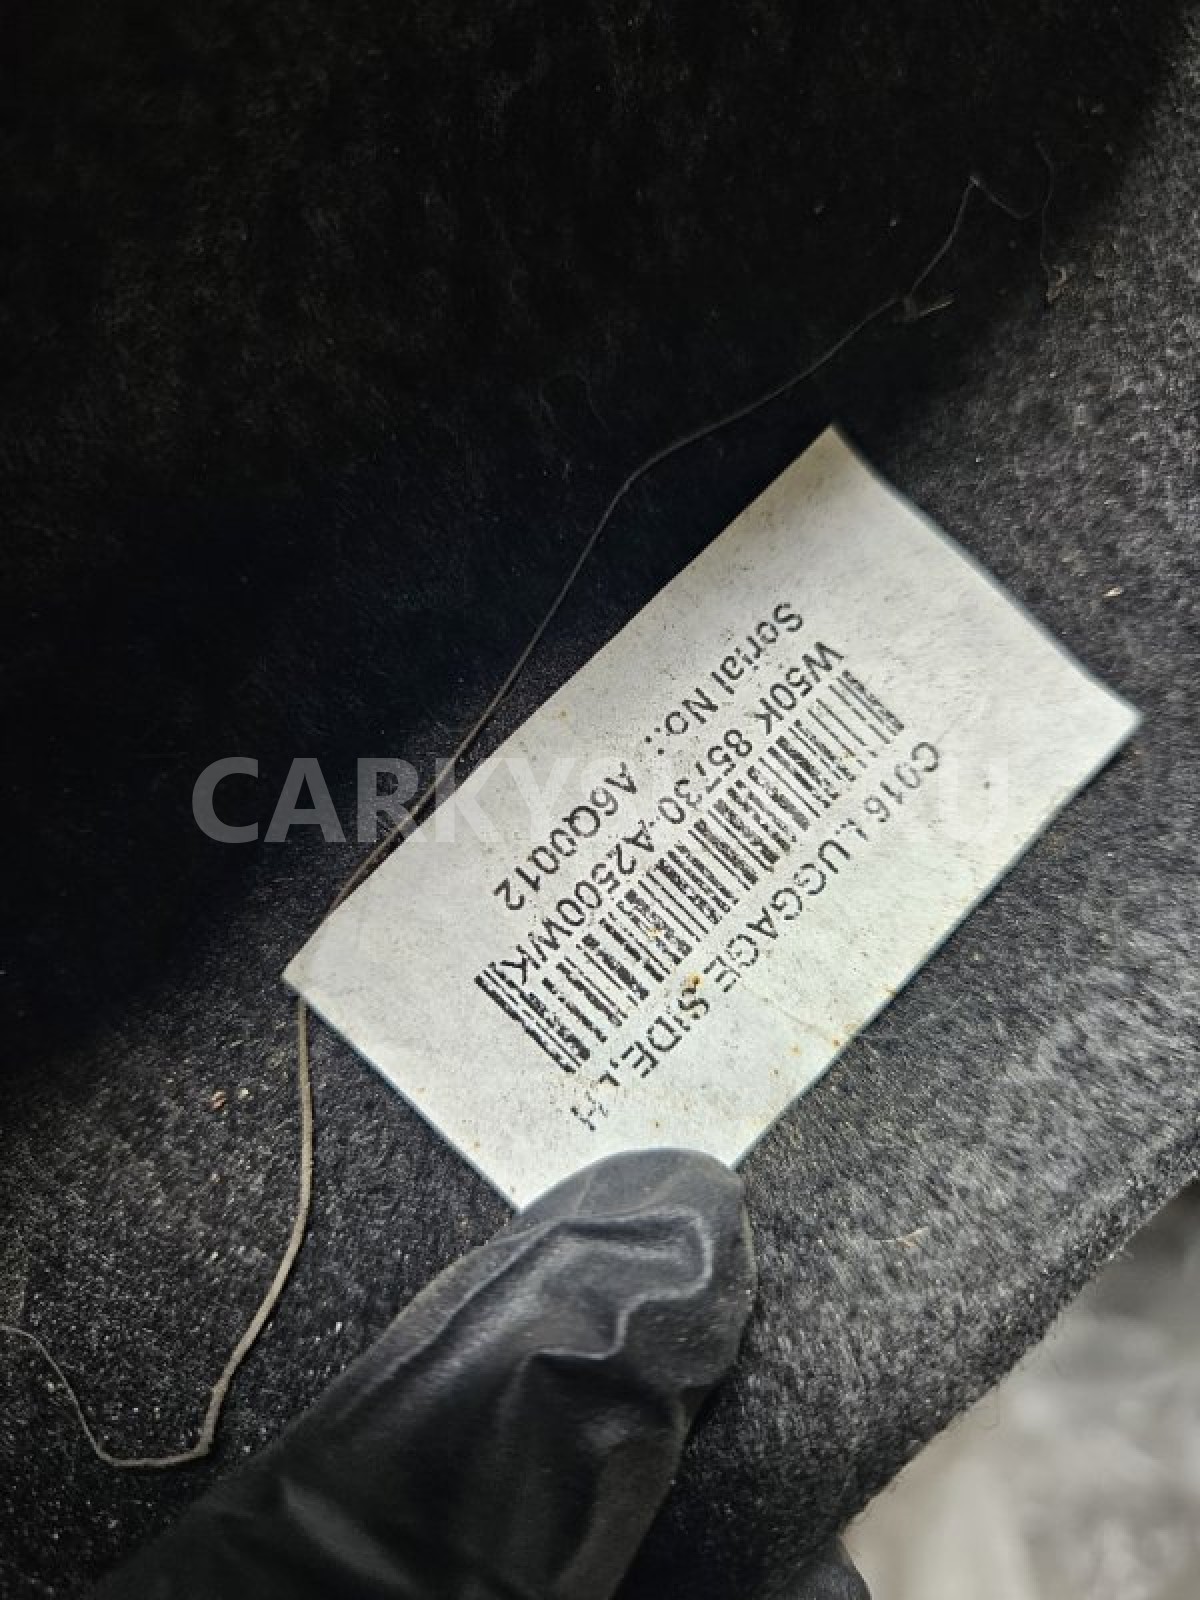 C016 LUGGAGE SIDE,LH
W50K 85730-A2500WK
Serial No.: A6Q0012